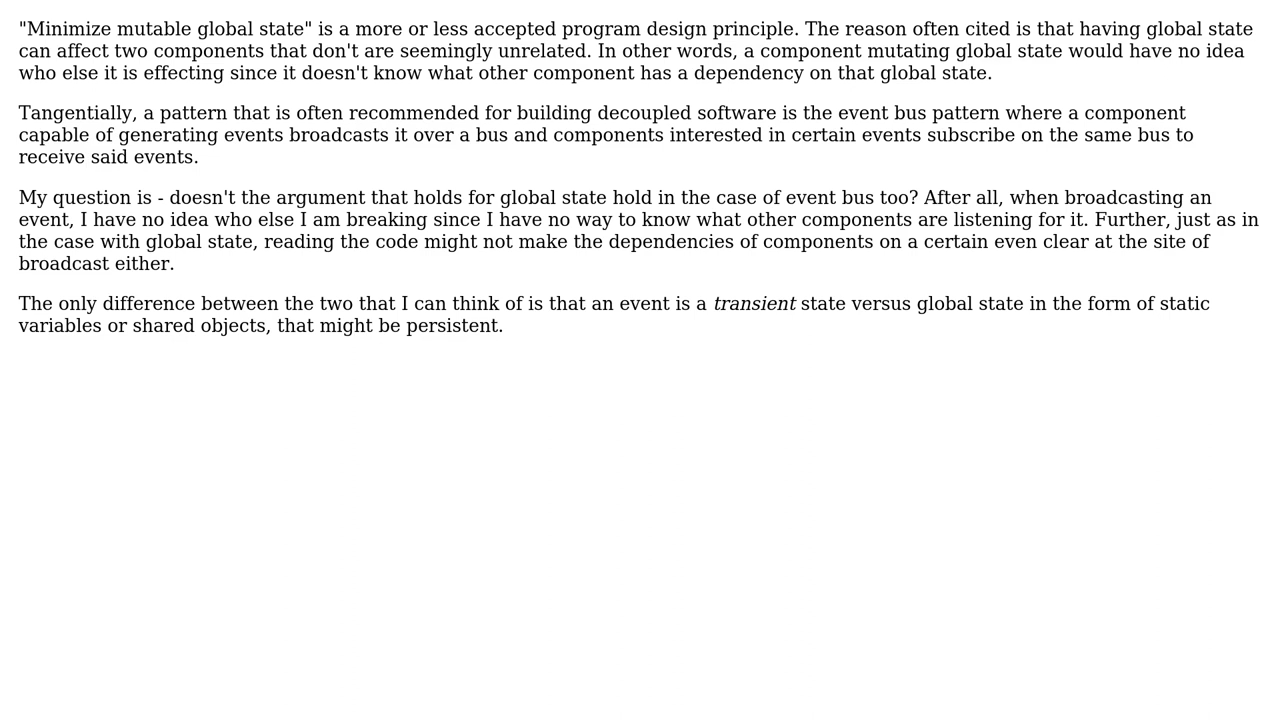 "Minimize mutable global state" is a more or less accepted program design principle. The reason often cited is that having global state
can affect two components that don't are seemingly unrelated. In other words, a component mutating global state would have no idea
who else it is effecting since it doesn't know what other component has a dependency on that global state.
Tangentially, a pattern that is often recommended for building decoupled software is the event bus pattern where a component
capable of generating events broadcasts it over a bus and components interested in certain events subscribe on the same bus to
receive said events.
My question is - doesn't the argument that holds for global state hold in the case of event bus too? After all, when broadcasting an
event, I have no idea who else I am breaking since I have no way to know what other components are listening for it. Further, just as in
the case with global state, reading the code might not make the dependencies of components on a certain even clear at the site of
broadcast either.
The only difference between the two that I can think of is that an event is a transient state versus global state in the form of static
variables or shared objects, that might be persistent.